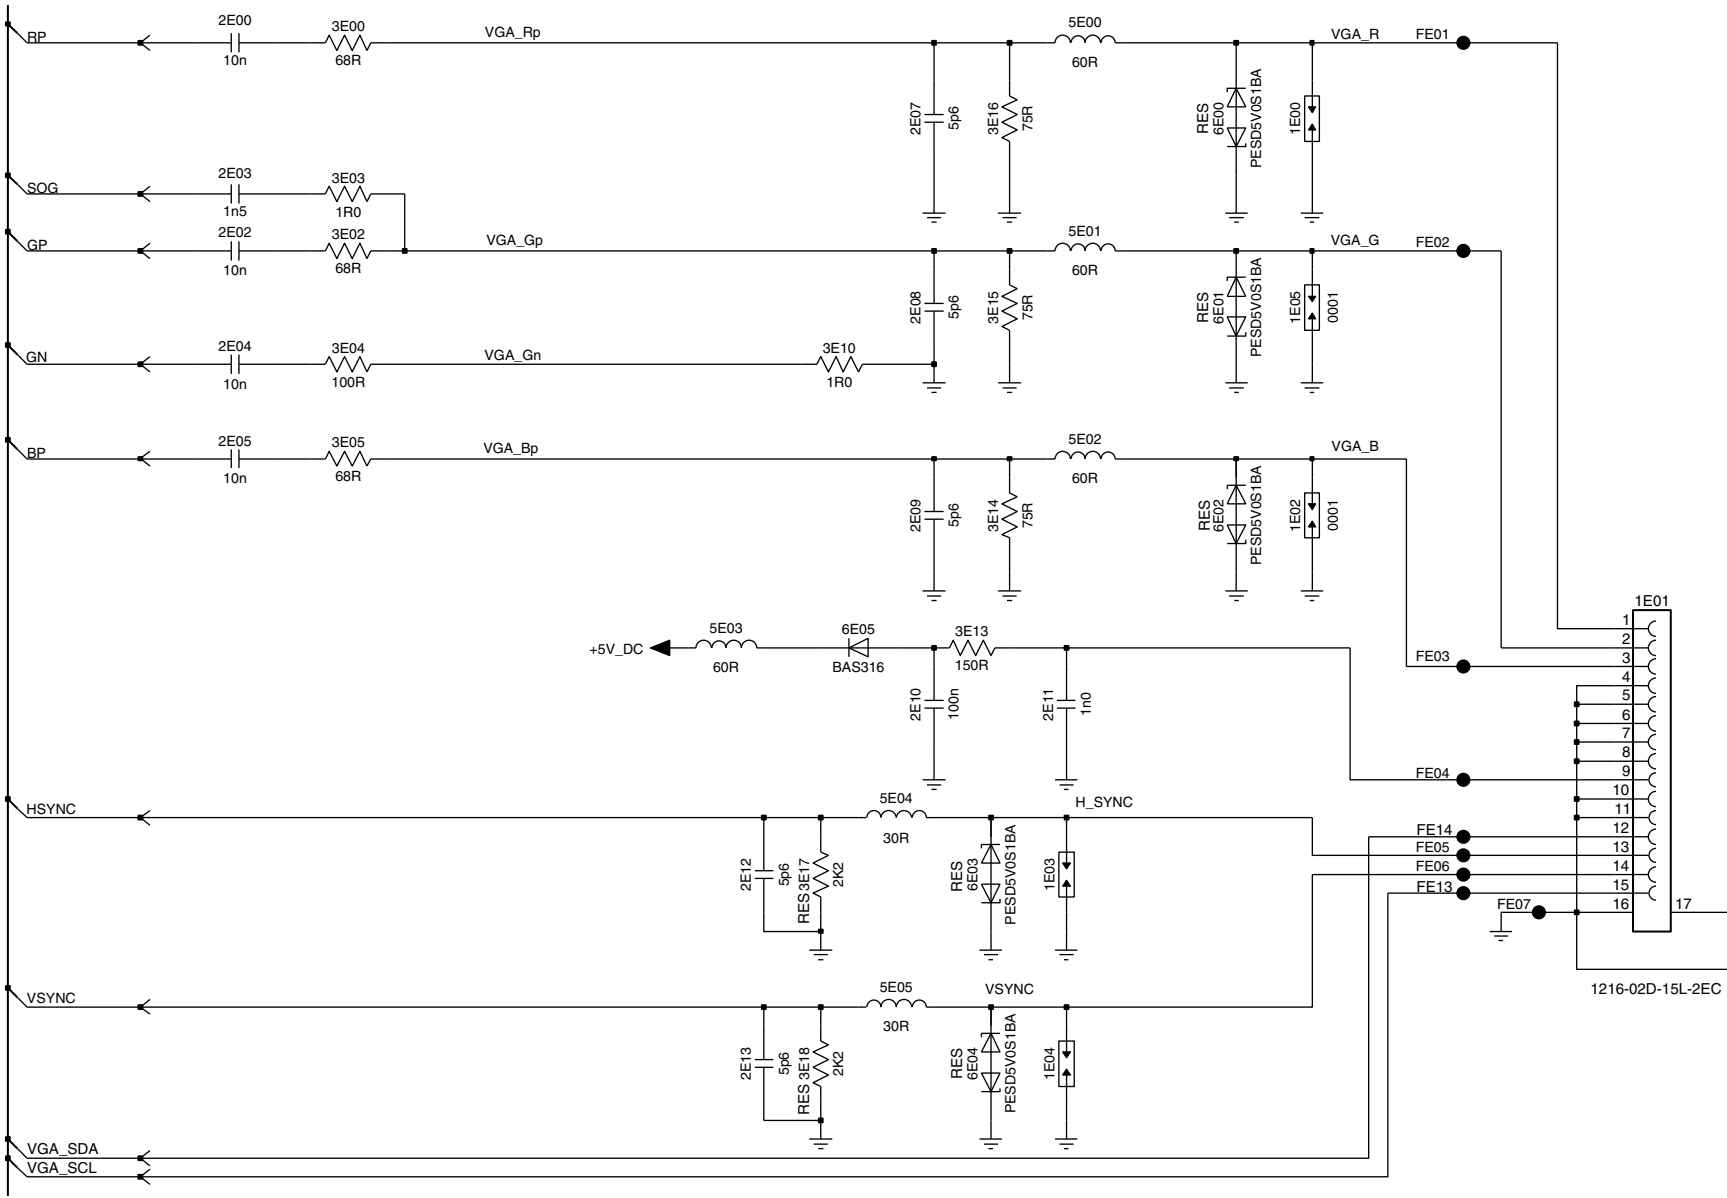 RP
2E00
10n
3E00
68R
VGA_Rp
5E00
60R
VGA_R
FE01
2E07
5p6
3E16
75R
RES
6E00
PESD5V0S1BA
1E00
SOG
2E03
1n5
3E03
1R0
GP
2E02
10n
3E02
68R
VGA_Gp
5E01
60R
VGA_G
FE02
2E08
5p6
3E15
75R
RES
6E01
PESD5V0S1BA
1E05
0001
GN
2E04
10n
3E04
100R
VGA_Gn
3E10
1R0
BP
2E05
10n
3E05
68R
VGA_Bp
5E02
60R
VGA_B
2E09
5p6
3E14
75R
RES
6E02
PESD5V0S1BA
1E02
0001
+5V_DC
5E03
60R
6E05
BAS316
3E13
150R
2E10
100n
2E11
1n0
FE03
FE04
1E01
1
2
3
4
5
6
7
8
9
10
11
12
13
14
15
16
17
HSYNC
5E04
30R
H_SYNC
2E12
5p6
RES 3E17
2K2
RES
6E03
PESD5V0S1BA
1E03
FE14
FE05
FE06
FE13
FE07
1216-02D-15L-2EC
VSYNC
5E05
30R
VSYNC
2E13
5p6
RES 3E18
2K2
RES
6E04
PESD5V0S1BA
1E04
VGA_SDA
VGA_SCL